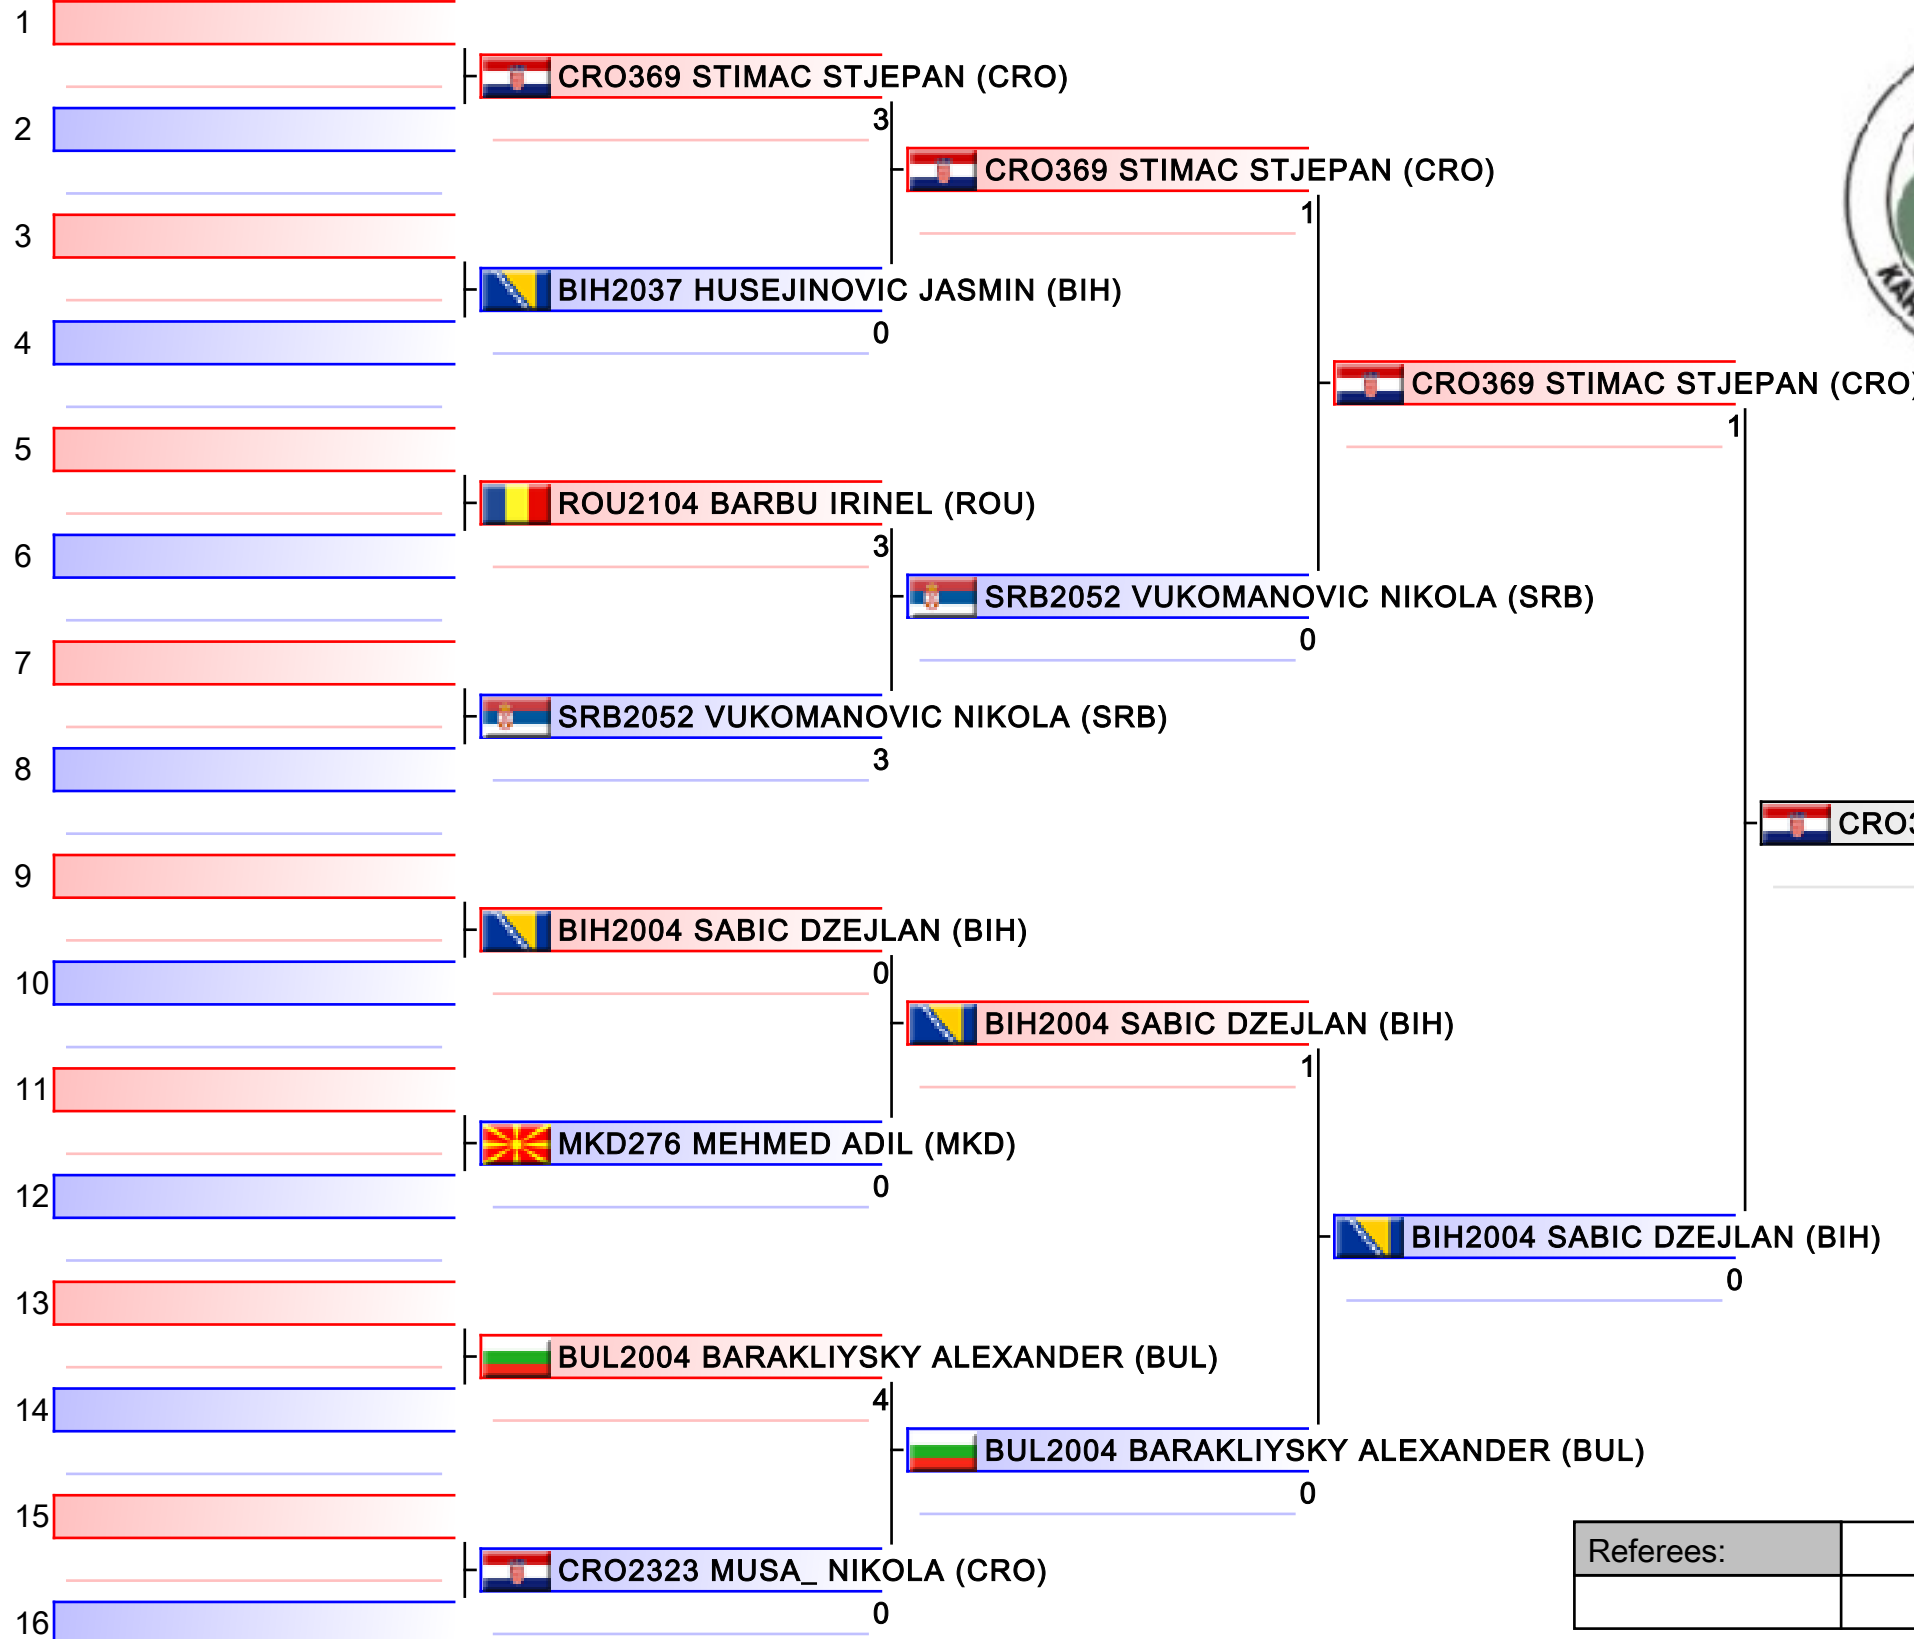 1
CRO369 STIMAC STJEPAN (CRO)
3
2
CRO369 STIMAC STJEPAN (CRO)
1
3
BIH2037 HUSEJINOVIC JASMIN (BIH)
0
4
CRO369 STIMAC STJEPAN (CRO)
1
5
ROU2104 BARBU IRINEL (ROU)
3
6
SRB2052 VUKOMANOVIC NIKOLA (SRB)
0
7
SRB2052 VUKOMANOVIC NIKOLA (SRB)
3
8
9
BIH2004 SABIC DZEJLAN (BIH)
0
10
BIH2004 SABIC DZEJLAN (BIH)
1
11
MKD276 MEHMED ADIL (MKD)
0
12
BIH2004 SABIC DZEJLAN (BIH)
0
13
BUL2004 BARAKLIYSKY ALEXANDER (BUL)
4
14
BUL2004 BARAKLIYSKY ALEXANDER (BUL)
0
15
CRO2323 MUSA_ NIKOLA (CRO)
0
16
Referees: